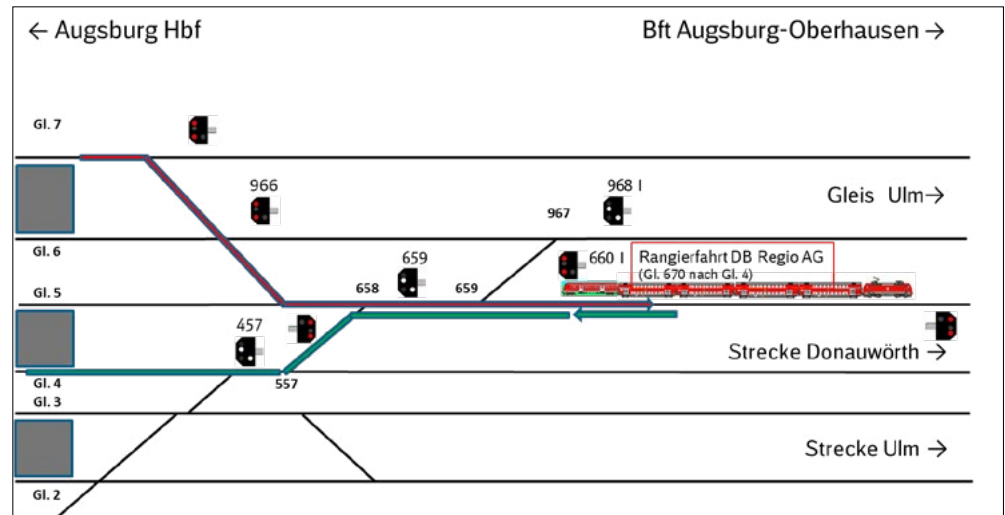 ← Augsburg Hbf
Bft Augsburg-Oberhausen →
Gl. 7
966
968 I
967
Gleis Ulm→
Gl. 6
659
660 I
Rangierfahrt DB Regio AG
(Gl. 670 nach Gl. 4)
Gl. 5
658
659
457
Strecke Donauwörth →
Gl. 4
557
Gl. 3
Strecke Ulm →
Gl. 2